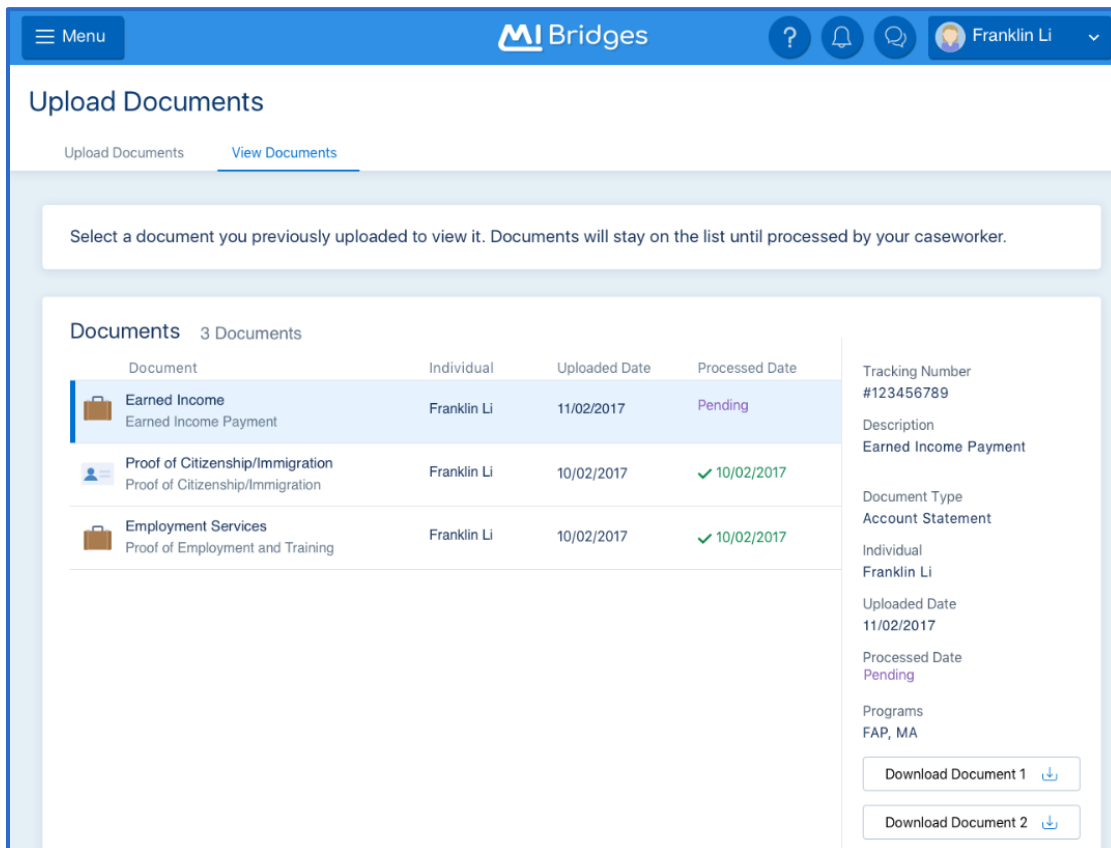 Menu
MI Bridges
?
Franklin Li
Upload Documents
Upload Documents View Documents
Select a document you previously uploaded to view it. Documents will stay on the list until processed by your caseworker.
Documents 3 Documents
Document Individual Uploaded Date Processed Date
Earned Income
Earned Income Payment
Franklin Li 11/02/2017 Pending
Proof of Citizenship/Immigration
Proof of Citizenship/Immigration
Franklin Li 10/02/2017 10/02/2017
Employment Services
Proof of Employment and Training
Franklin Li 10/02/2017 10/02/2017
Tracking Number
#123456789
Description
Earned Income Payment
Document Type
Account Statement
Individual
Franklin Li
Uploaded Date
11/02/2017
Processed Date
Pending
Programs
FAP, MA
Download Document 1
Download Document 2